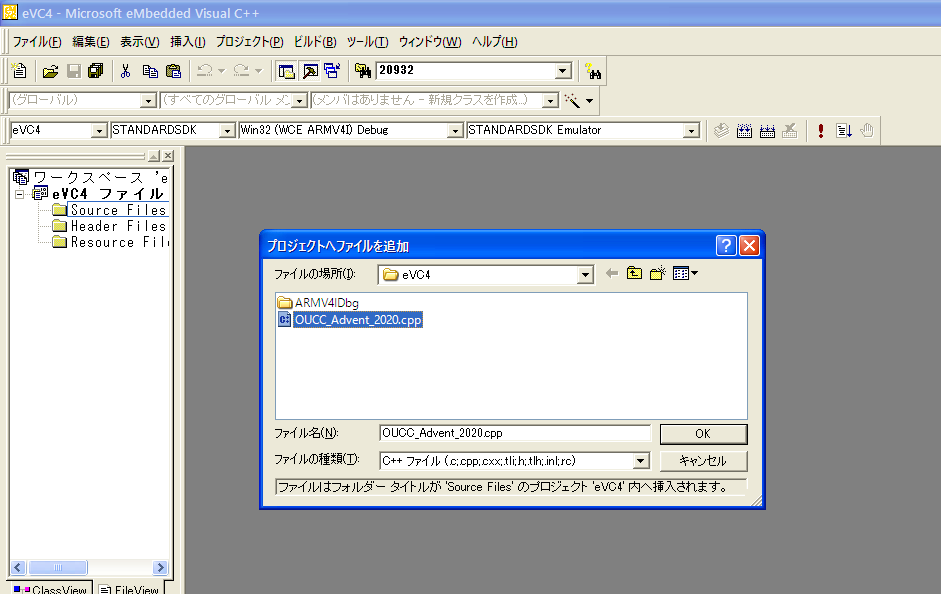 eVC4 - Microsoft eMbedded Visual C++
ファイル(F) 編集(E) 表示(V) 挿入(I) プロジェクト(P) ビルド(B) ツール(T) ウィンドウ(W) ヘルプ(H)
20932
(グローバル) (すべてのグローバル メン (メンバはありません - 新規クラスを作成...)
eVC4 STANDARDSDK Win32 (WCE ARMV4I) Debug STANDARDSDK Emulator
ワークスペース 'e
eVC4 ファイル
Source Files
Header Files
Resource Fil
プロジェクトへファイルを追加
ファイルの場所(I): eVC4
ARMV4IDbg
OUCC_Advent_2020.cpp
ファイル名(N): OUCC_Advent_2020.cpp OK
ファイルの種類(T): C++ ファイル (.c;.cpp;.cxx;.tli;.h;.tlh;.inl;.rc) キャンセル
ファイルはフォルダー タイトルが 'Source Files' のプロジェクト 'eVC4' 内へ挿入されます。
ClassView FileView